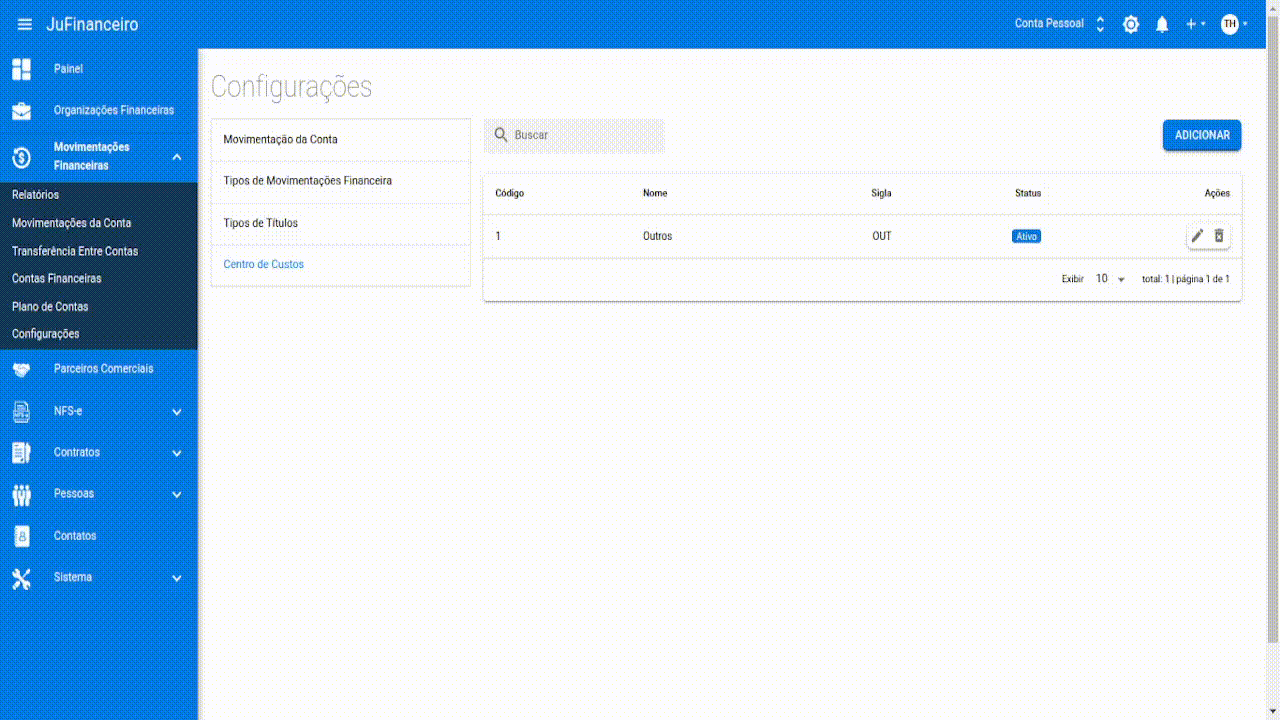 JuFinanceiro
Conta Pessoal
TH
Painel
Organizações Financeiras
Movimentações
Financeiras
Relatórios
Movimentações da Conta
Transferência Entre Contas
Contas Financeiras
Plano de Contas
Configurações
Parceiros Comerciais
NFS-e
Contratos
Pessoas
Contatos
Sistema
Configurações
Movimentação da Conta
Tipos de Movimentações Financeira
Tipos de Títulos
Centro de Custos
Buscar
ADICIONAR
Código Nome Sigla Status Ações
1 Outros OUT Ativo
Exibir 10 total: 1 | página 1 de 1